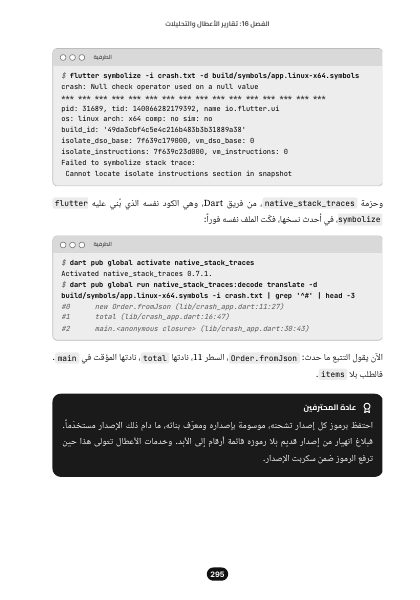 الفصل 16: تقارير الأعطال والتحليلات
الطرفية
$ flutter symbolize -i crash.txt -d build/symbols/app.linux-x64.symbols
crash: Null check operator used on a null value
*** *** *** *** *** *** *** *** *** *** *** *** *** *** *** ***
pid: 31689, tid: 140066282179392, name io.flutter.ui
os: linux arch: x64 comp: no sim: no
build_id: '49da3cbf4c5e4c216b483b3b31889a38'
isolate_dso_base: 7f639c179000, vm_dso_base: 0
isolate_instructions: 7f639c23d000, vm_instructions: 0
Failed to symbolize stack trace:
Cannot locate isolate instructions section in snapshot
وحزمة native_stack_traces، من فريق Dart، وهي الكود نفسه الذي بُني عليه flutter
symbolize، في أحدث نسخها، فكّت الملف نفسه فوراً:
الطرفية
$ dart pub global activate native_stack_traces
Activated native_stack_traces 0.7.1.
$ dart pub global run native_stack_traces:decode translate -d
build/symbols/app.linux-x64.symbols -i crash.txt | grep '^#' | head -3
#0 new Order.fromJson (lib/crash_app.dart:11:27)
#1 total (lib/crash_app.dart:16:47)
#2 main.<anonymous closure> (lib/crash_app.dart:30:43)
الآن يقول التتبع ما حدث: Order.fromJson، السطر 11، نادتها total، نادتها المؤقت في main.
فالطلب بلا items.
عادة المحترفين
احتفظ برموز كل إصدار تشحنه، موسومة بإصداره ومعرّف بنائه، ما دام ذلك الإصدار مستخدَماً.
فبلاغ انهيار من إصدار قديم بلا رموزه قائمة أرقام إلى الأبد. وخدمات الأعطال تتولى هذا حين
ترفع الرموز ضمن سكربت الإصدار.
295